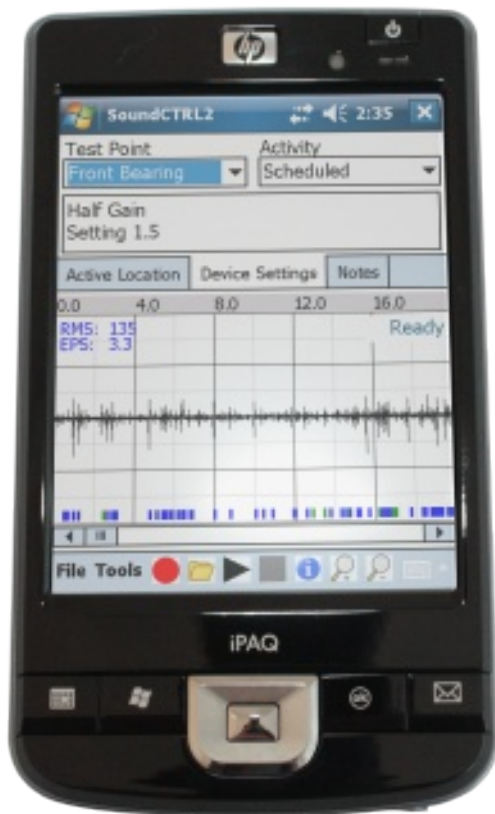 hp
SoundCTRL2 2:35
Test Point Activity
Front Bearing Scheduled
Half Gain
Setting 1.5
Active Location Device Settings Notes
0.0 4.0 8.0 12.0 16.0
RMS: 135 Ready
EPS: 3.3
File Tools
iPAQ
ok